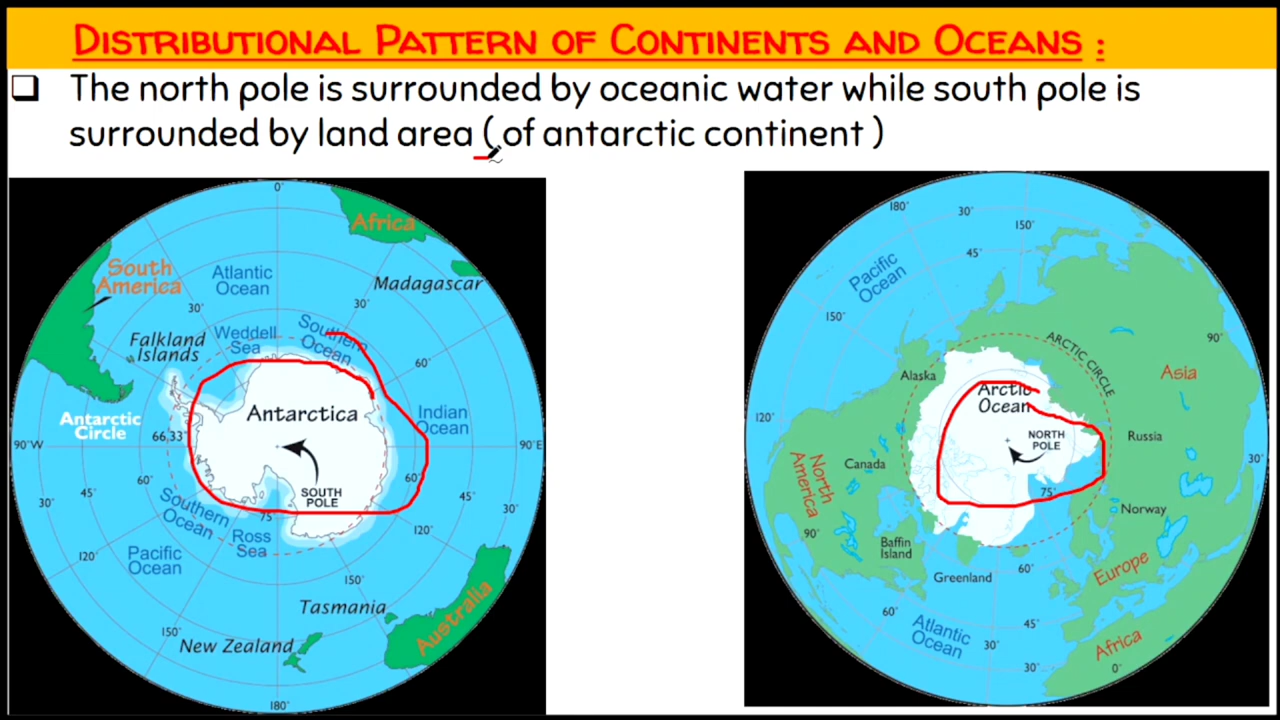 DISTRIBUTIONAL PATTERN OF CONTINENTS AND OCEANS :
❑ The north pole is surrounded by oceanic water while south pole is
surrounded by land area ( of antarctic continent )
0°
Africa
South
America
Atlantic
Ocean
Madagascar
30°
30°
Falkland
Islands
Weddell
Sea
Southern
Ocean
60°
Antarctic
Circle
Antarctica
Indian
Ocean
90°W
66,33°
90°E
60°
SOUTH
POLE
60°
45°
45°
30°
30°
Southern
Ocean
75°
Ross
Sea
120°
120°
Pacific
Ocean
150°
Tasmania
Australia
150°
New Zealand
180°
180°
30°
150°
45°
Pacific
Ocean
150°
ARCTIC CIRCLE
90°
Alaska
Asia
Arctic
Ocean
120°
NORTH
POLE
Russia
North
America
Canada
30°
75°
Norway
90°
Baffin
Island
Greenland
60°
Europe
60°
Atlantic
Ocean
45°
30°
30°
Africa
0°